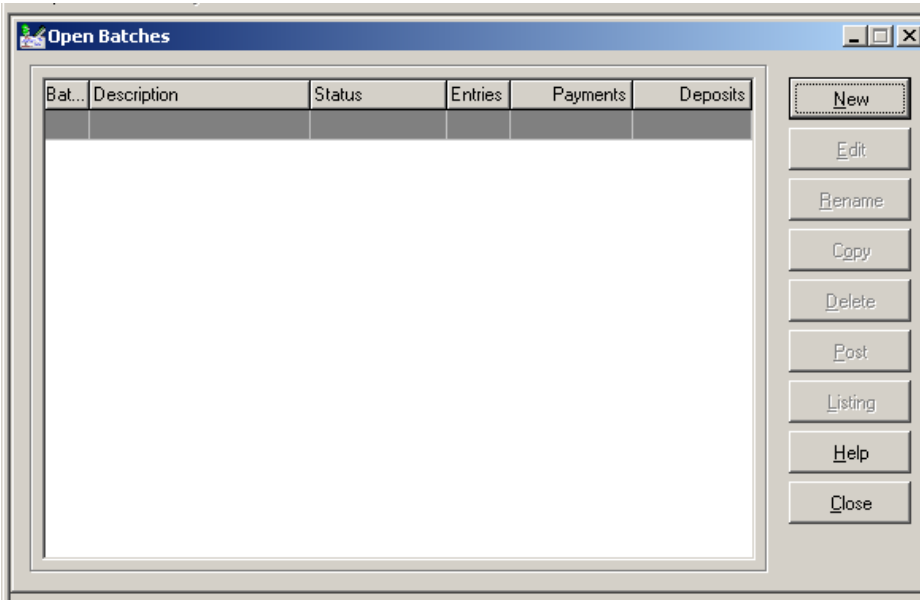 Open Batches
Bat... Description Status Entries Payments Deposits
New
Edit
Rename
Copy
Delete
Post
Listing
Help
Close